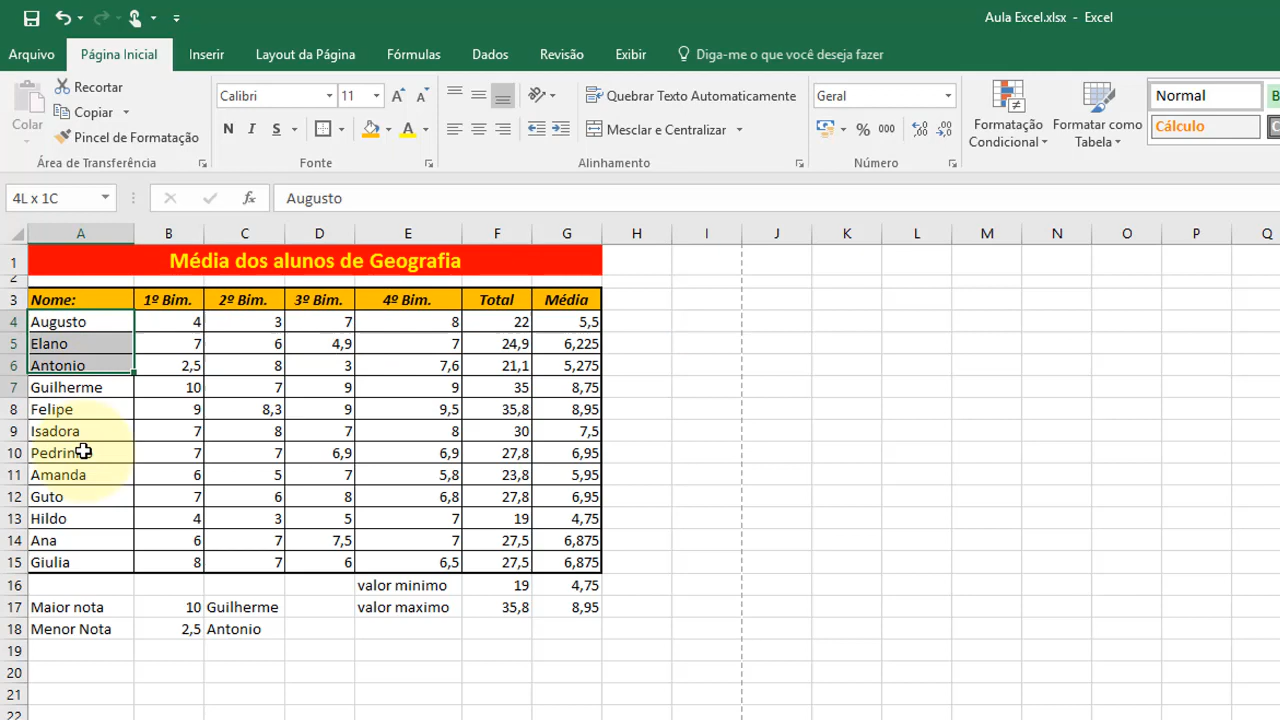 Aula Excel.xlsx - Excel
Arquivo Página Inicial Inserir Layout da Página Fórmulas Dados Revisão Exibir Diga-me o que você deseja fazer
Colar Recortar Copiar Pincel de Formatação
Calibri 11
N I S
Quebrar Texto Automaticamente
Mesclar e Centralizar
Geral
% 000
Formatação Condicional
Formatar como Tabela
Normal
Cálculo
Área de Transferência Fonte Alinhamento Número
4L x 1C fx Augusto
A B C D E F G H I J K L M N O P Q
1 Média dos alunos de Geografia
2
3 Nome: 1º Bim. 2º Bim. 3º Bim. 4º Bim. Total Média
4 Augusto 4 3 7 8 22 5,5
5 Elano 7 6 4,9 7 24,9 6,225
6 Antonio 2,5 8 3 7,6 21,1 5,275
7 Guilherme 10 7 9 9 35 8,75
8 Felipe 9 8,3 9 9,5 35,8 8,95
9 Isadora 7 8 7 8 30 7,5
10 7 7 6,9 6,9 27,8 6,95
11 Amanda 6 5 7 5,8 23,8 5,95
12 Guto 7 6 8 6,8 27,8 6,95
13 Hildo 4 3 5 7 19 4,75
14 Ana 6 7 7,5 7 27,5 6,875
15 Giulia 8 7 6 6,5 27,5 6,875
16 valor minimo 19 4,75
17 Maior nota 10 Guilherme valor maximo 35,8 8,95
18 Menor Nota 2,5 Antonio
19
20
21
22